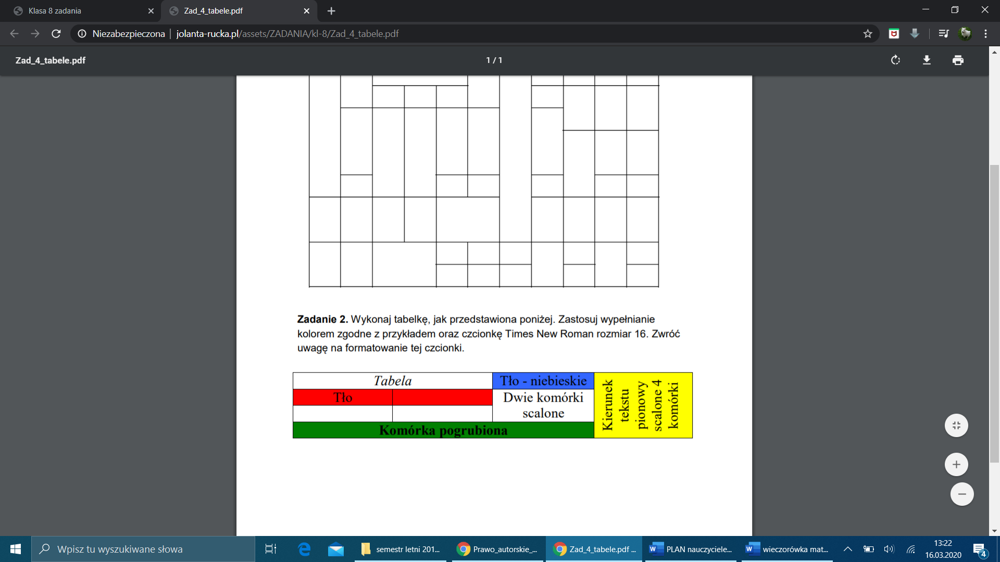 Klasa 8 zadania
Zad_4_tabele.pdf
Niezabezpieczona
jolanta-rucka.pl/assets/ZADANIA/kl-8/Zad_4_tabele.pdf
Zad_4_tabele.pdf
1 / 1
Zadanie 2. Wykonaj tabelkę, jak przedstawiona poniżej. Zastosuj wypełnianie
kolorem zgodne z przykładem oraz czcionkę Times New Roman rozmiar 16. Zwróć
uwagę na formatowanie tej czcionki.
Tabela
Tło - niebieskie
Tło
Dwie komórki
scalone
Komórka pogrubiona
Kierunek
tekstu
pionowy
scalone 4
komórki
Wpisz tu wyszukiwane słowa
semestr letni 201...
Prawo_autorskie_...
Zad_4_tabele.pdf ...
PLAN nauczyciele...
wieczorówka mat...
13:22
16.03.2020
4